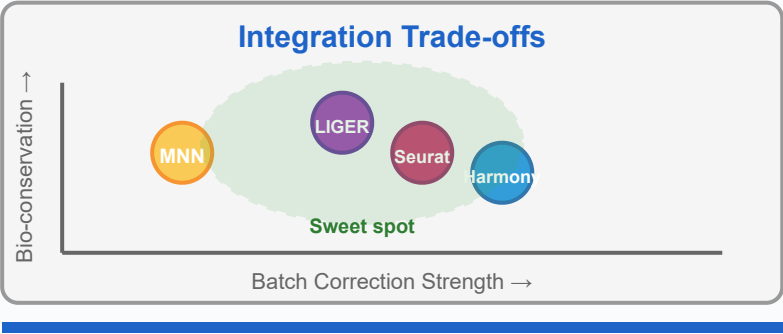 Integration Trade-offs
Bio-conservation →
LIGER
MNN
Seurat
Harmony
Sweet spot
Batch Correction Strength →